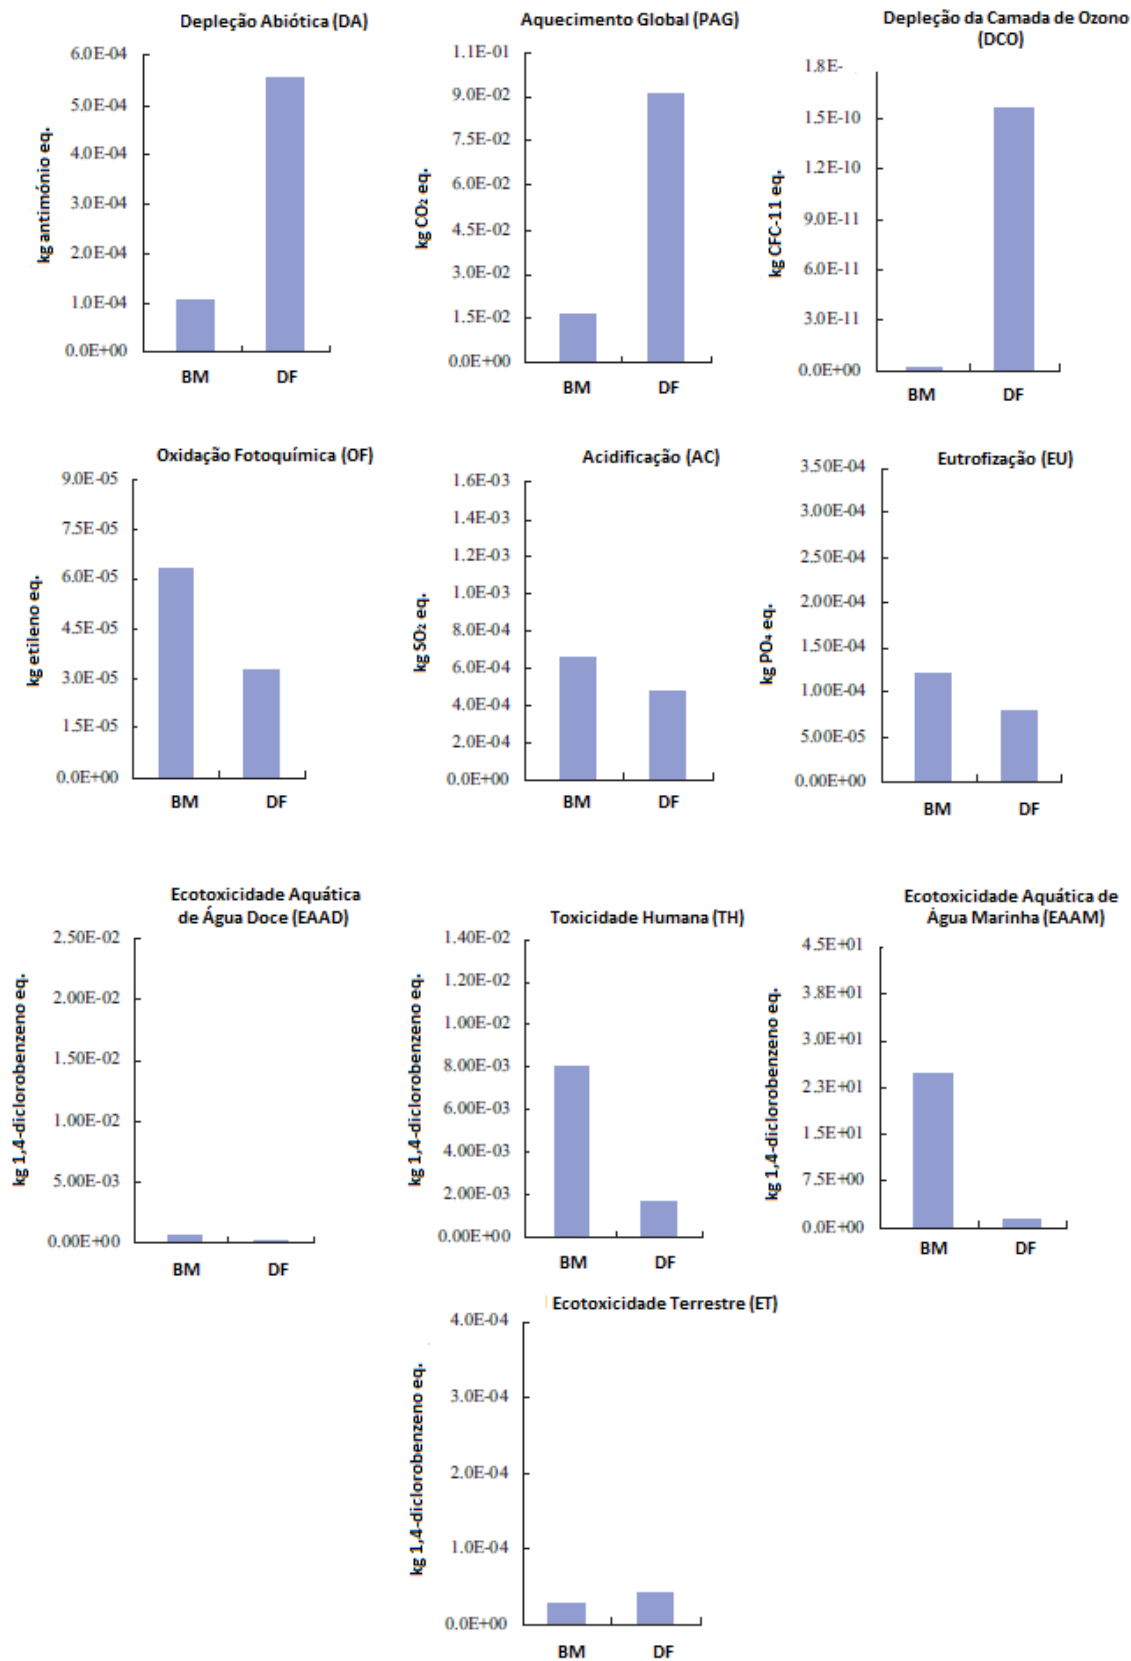 Depleção Abiótica (DA)
kg antimónio eq.
6.0E-04
5.0E-04
4.0E-04
3.0E-04
2.0E-04
1.0E-04
0.0E+00
BM DF
Aquecimento Global (PAG)
kg CO₂ eq.
1.1E-01
9.0E-02
7.5E-02
6.0E-02
4.5E-02
3.0E-02
1.5E-02
0.0E+00
BM DF
Depleção da Camada de Ozono
(DCO)
kg CFC-11 eq.
1.8E-
1.5E-10
1.2E-10
9.0E-11
6.0E-11
3.0E-11
0.0E+00
BM DF
Oxidação Fotoquímica (OF)
kg etileno eq.
9.0E-05
7.5E-05
6.0E-05
4.5E-05
3.0E-05
1.5E-05
0.0E+00
BM DF
Acidificação (AC)
kg SO₂ eq.
1.6E-03
1.4E-03
1.2E-03
1.0E-03
8.0E-04
6.0E-04
4.0E-04
2.0E-04
0.0E+00
BM DF
Eutrofização (EU)
kg PO₄ eq.
3.50E-04
3.00E-04
2.50E-04
2.00E-04
1.50E-04
1.00E-04
5.00E-05
0.00E+00
BM DF
Ecotoxicidade Aquática
de Água Doce (EAAD)
kg 1,4-diclorobenzeno eq.
2.50E-02
2.00E-02
1.50E-02
1.00E-02
5.00E-03
0.00E+00
BM DF
Toxicidade Humana (TH)
kg 1,4-diclorobenzeno eq.
1.40E-02
1.20E-02
1.00E-02
8.00E-03
6.00E-03
4.00E-03
2.00E-03
0.00E+00
BM DF
Ecotoxicidade Aquática de
Água Marinha (EAAM)
kg 1,4-diclorobenzeno eq.
4.5E+01
3.8E+01
3.0E+01
2.3E+01
1.5E+01
7.5E+00
0.0E+00
BM DF
Ecotoxicidade Terrestre (ET)
kg 1,4-diclorobenzeno eq.
4.0E-04
3.0E-04
2.0E-04
1.0E-04
0.0E+00
BM DF